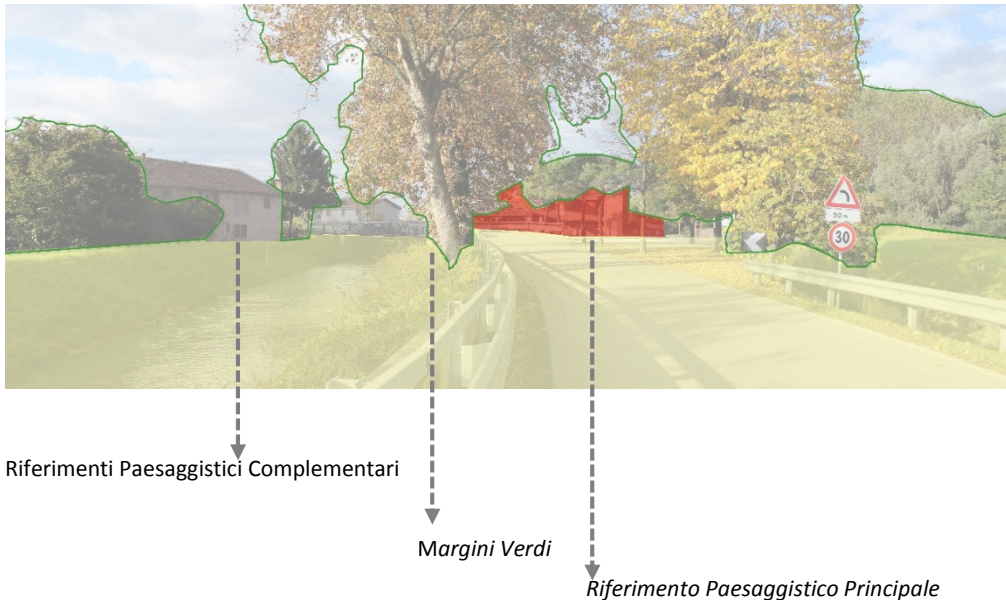 50 m
30
Riferimenti Paesaggistici Complementari
Margini Verdi
Riferimento Paesaggistico Principale